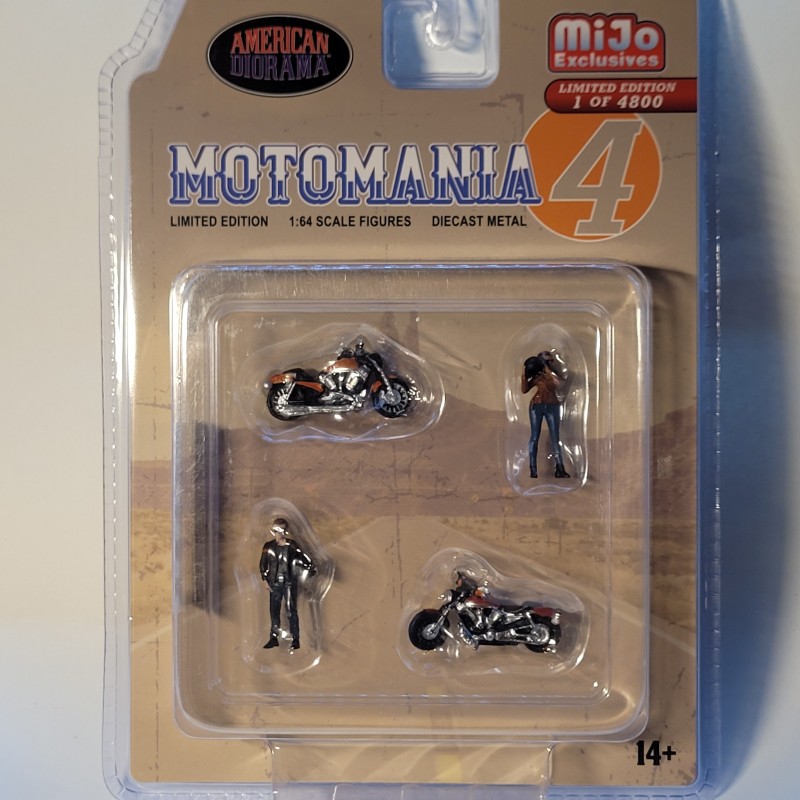 AMERICAN
DIORAMA
MiJo
Exclusives
LIMITED EDITION
1 OF 4800
MOTOMANIA 4
LIMITED EDITION 1:64 SCALE FIGURES DIECAST METAL
14+